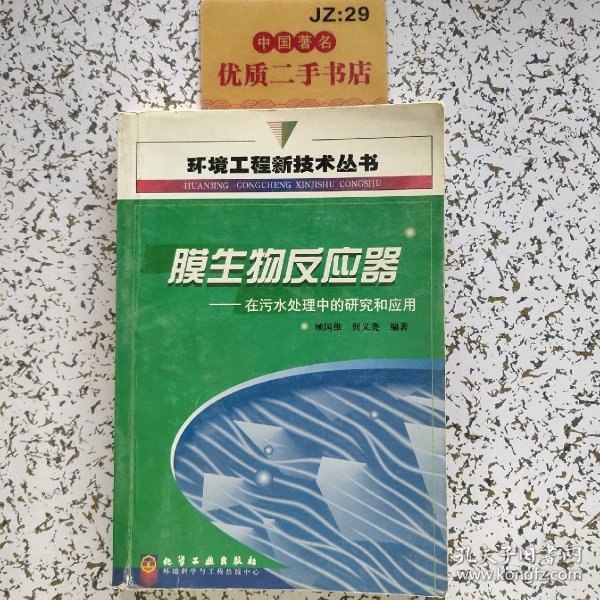 JZ:29
中国著名
优质二手书店
环境工程新技术丛书
HUANJING GONGCHENG XINJISHU CONGSHU
膜生物反应器
——在污水处理中的研究和应用
顾国维 何义亮 编著
化学工业出版社
环境科学与工程出版中心
孔夫子旧书网
www.kongfz.com